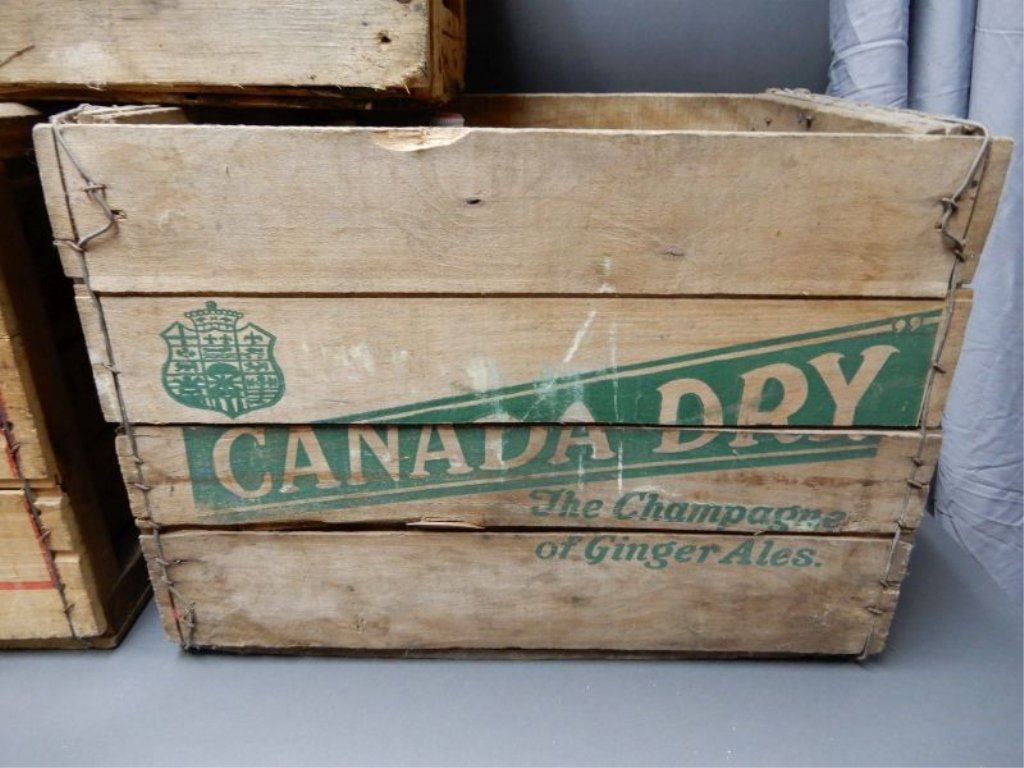 CANADA DRY"
The Champagne
of Ginger Ales.